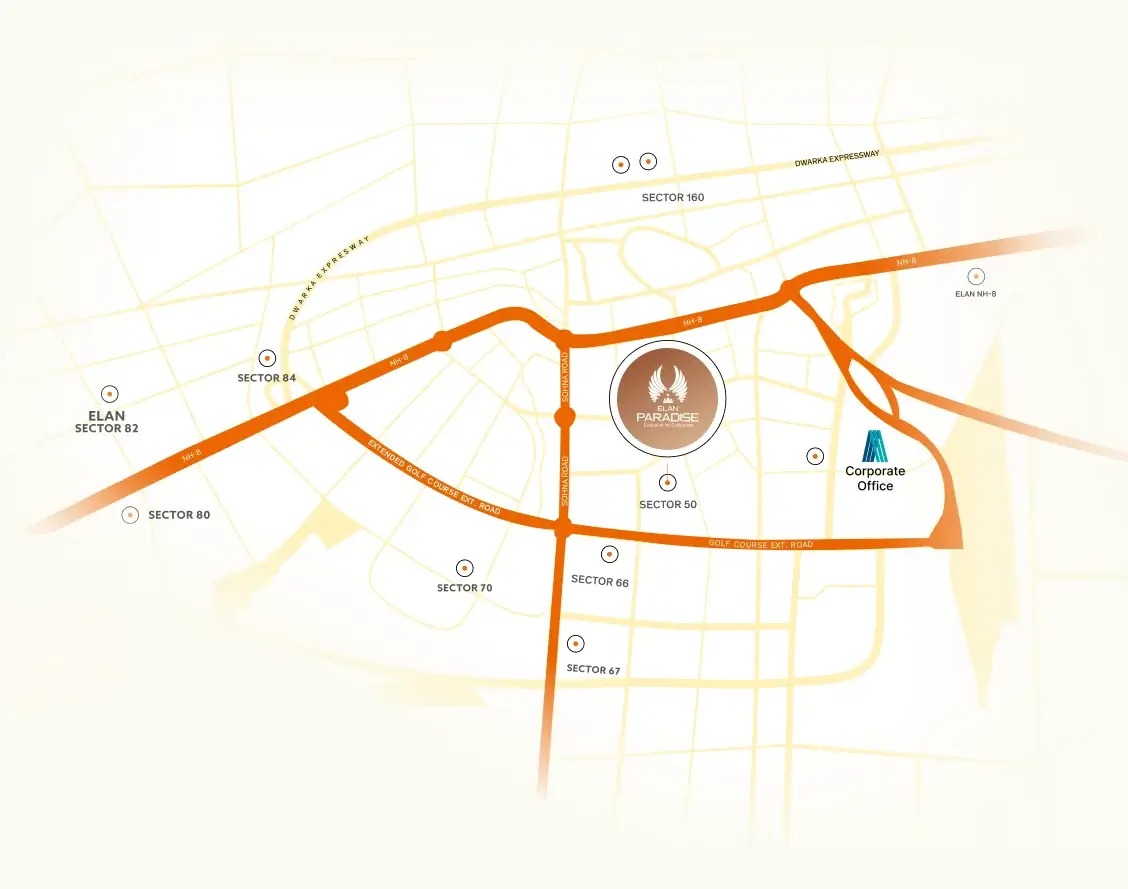 DWARKA EXPRESSWAY
SECTOR 160
DWARKA EXPRESWAY
NH-8
ELAN NH-8
NH-8
NH-8
SECTOR 84
SOHNA ROAD
ELAN
PARADISE
ELAN
SECTOR 82
NH-8
EXTENDED GOLF COURSE EXT. ROAD
SOHNA ROAD
Corporate
Office
SECTOR 50
SECTOR 80
GOLF COURSE EXT. ROAD
SECTOR 66
SECTOR 70
SECTOR 67